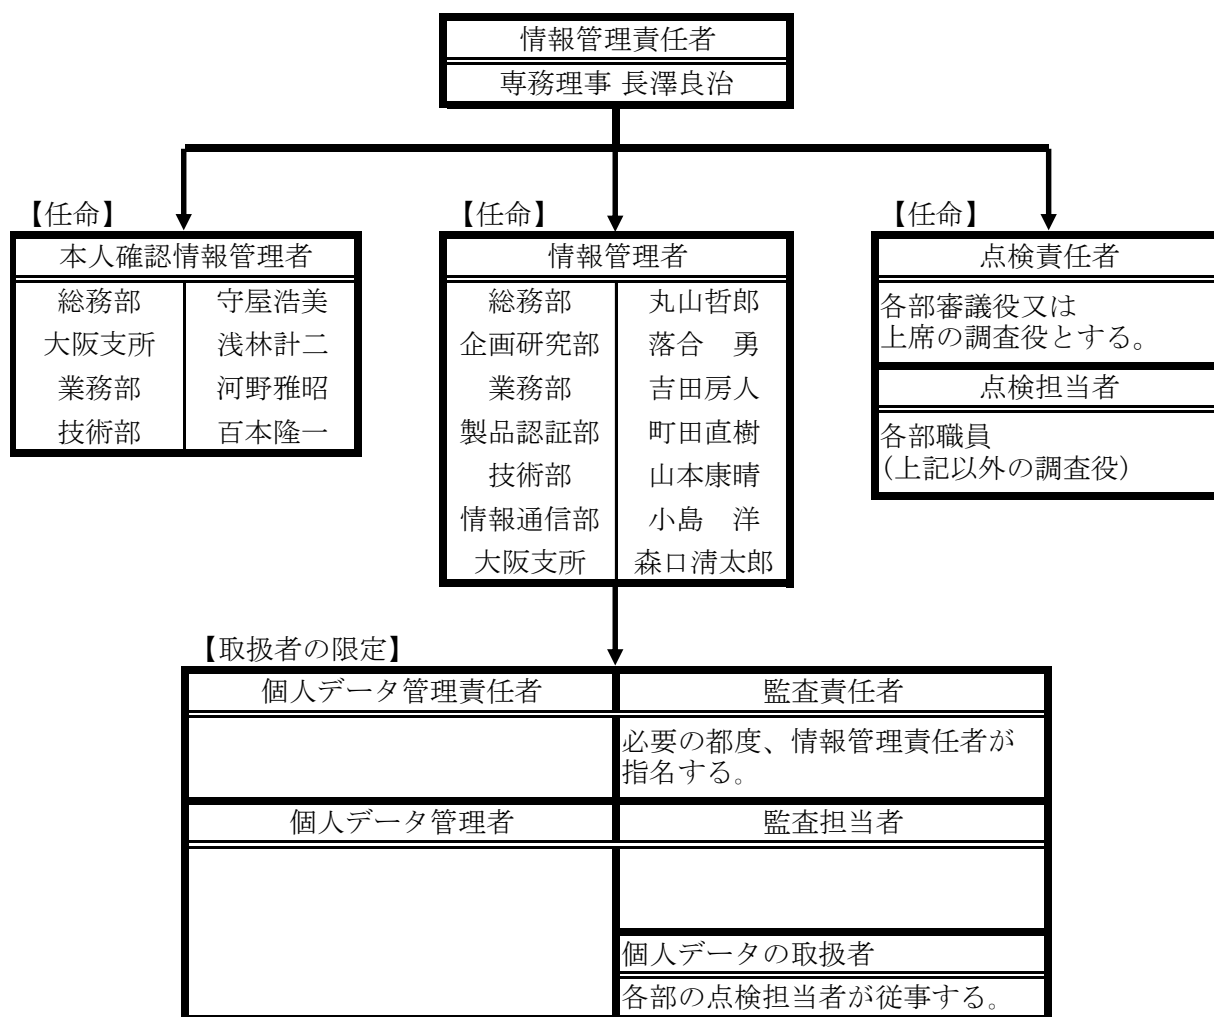 情報管理責任者
専務理事 長澤良治
【任命】
本人確認情報管理者
総務部 守屋浩美
大阪支所 浅林計二
業務部 河野雅昭
技術部 百本隆一
【任命】
情報管理者
総務部 丸山哲郎
企画研究部 落合　勇
業務部 吉田房人
製品認証部 町田直樹
技術部 山本康晴
情報通信部 小島　洋
大阪支所 森口清太郎
【任命】
点検責任者
各部審議役又は
上席の調査役とする。
点検担当者
各部職員
(上記以外の調査役)
【取扱者の限定】
個人データ管理責任者 監査責任者
必要の都度、情報管理責任者が
指名する。
個人データ管理者 監査担当者
個人データの取扱者
各部の点検担当者が従事する。